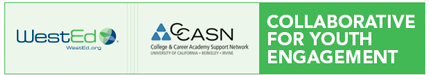 WestEd
WestEd.org
CCASN
College & Career Academy Support Network
UNIVERSITY OF CALIFORNIA • BERKELEY • IRVINE
COLLABORATIVE
FOR YOUTH
ENGAGEMENT